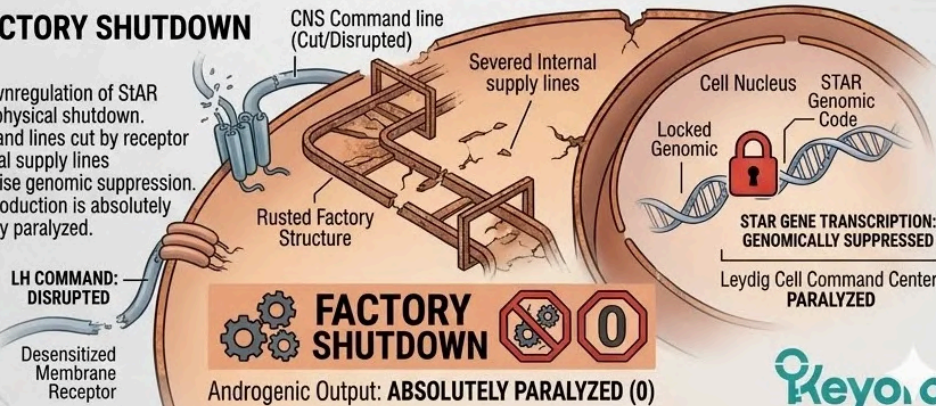 CTORY SHUTDOWN
wnregulation of StAR
physical shutdown.
and lines cut by receptor
al supply lines
ise genomic suppression.
oduction is absolutely
y paralyzed.
CNS Command line
(Cut/Disrupted)
Severed Internal
supply lines
Cell Nucleus
STAR
Genomic
Code
Locked
Genomic
Rusted Factory
Structure
STAR GENE TRANSCRIPTION:
GENOMICALLY SUPPRESSED
Leydig Cell Command Center
PARALYZED
LH COMMAND:
DISRUPTED
Desensitized
Membrane
Receptor
FACTORY
SHUTDOWN
0
Androgenic Output: ABSOLUTELY PARALYZED (0)